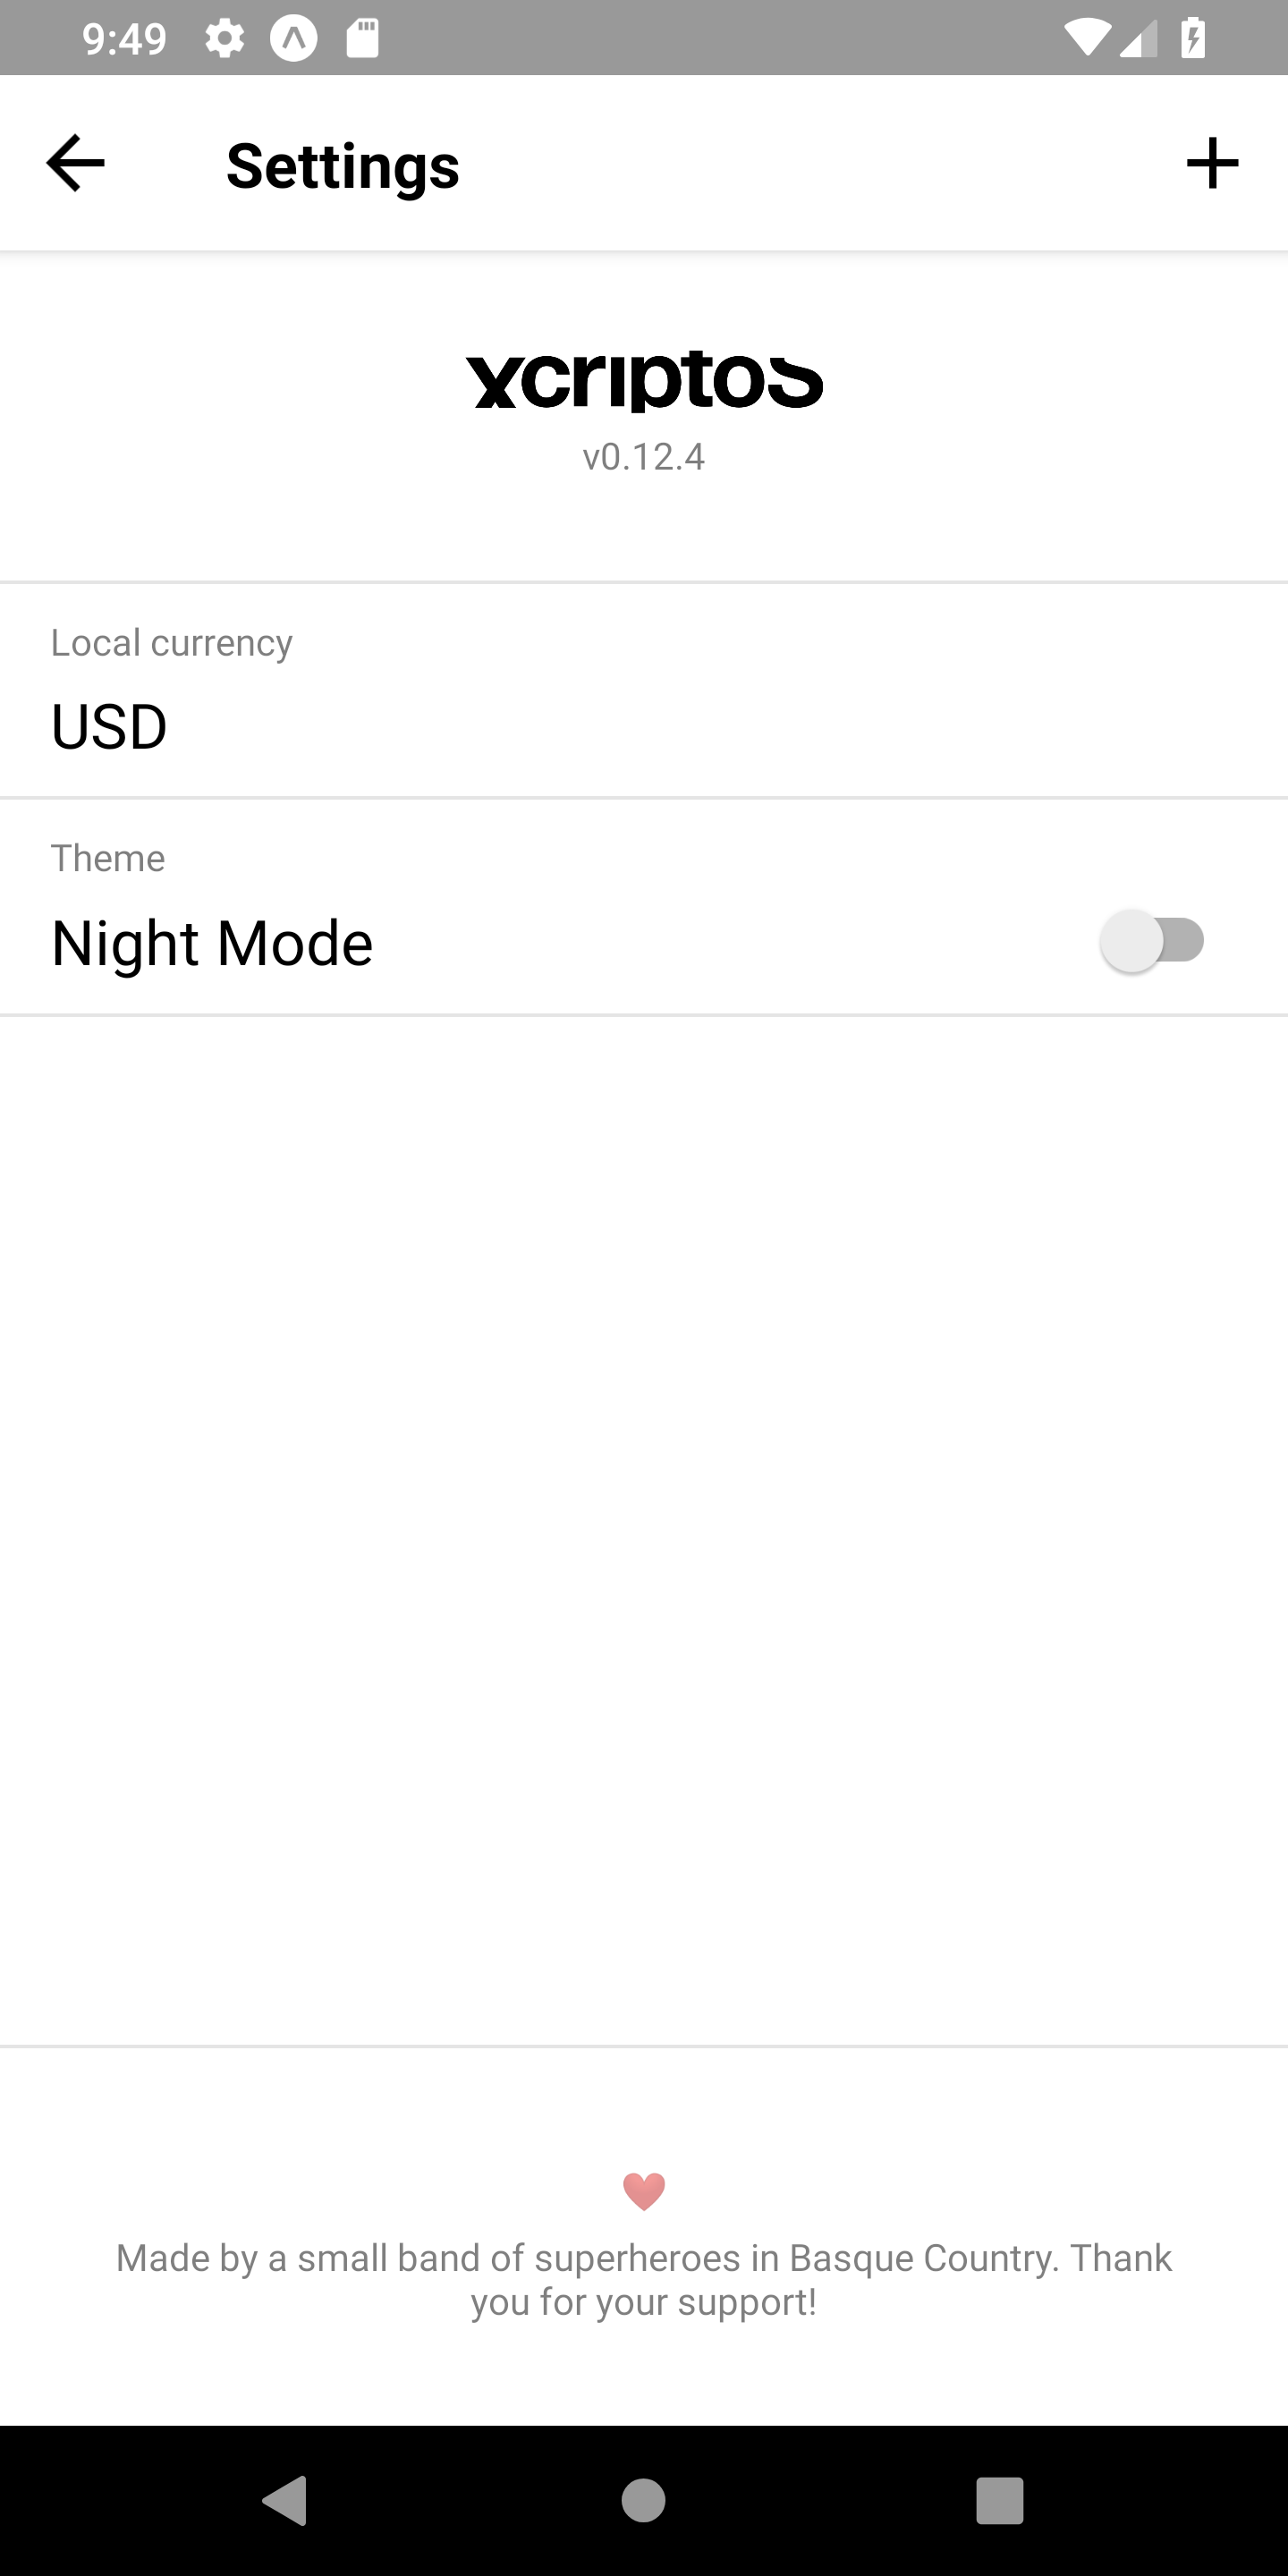 9:49
Settings
xcriptos
v0.12.4
Local currency
USD
Theme
Night Mode
Made by a small band of superheroes in Basque Country. Thank
you for your support!